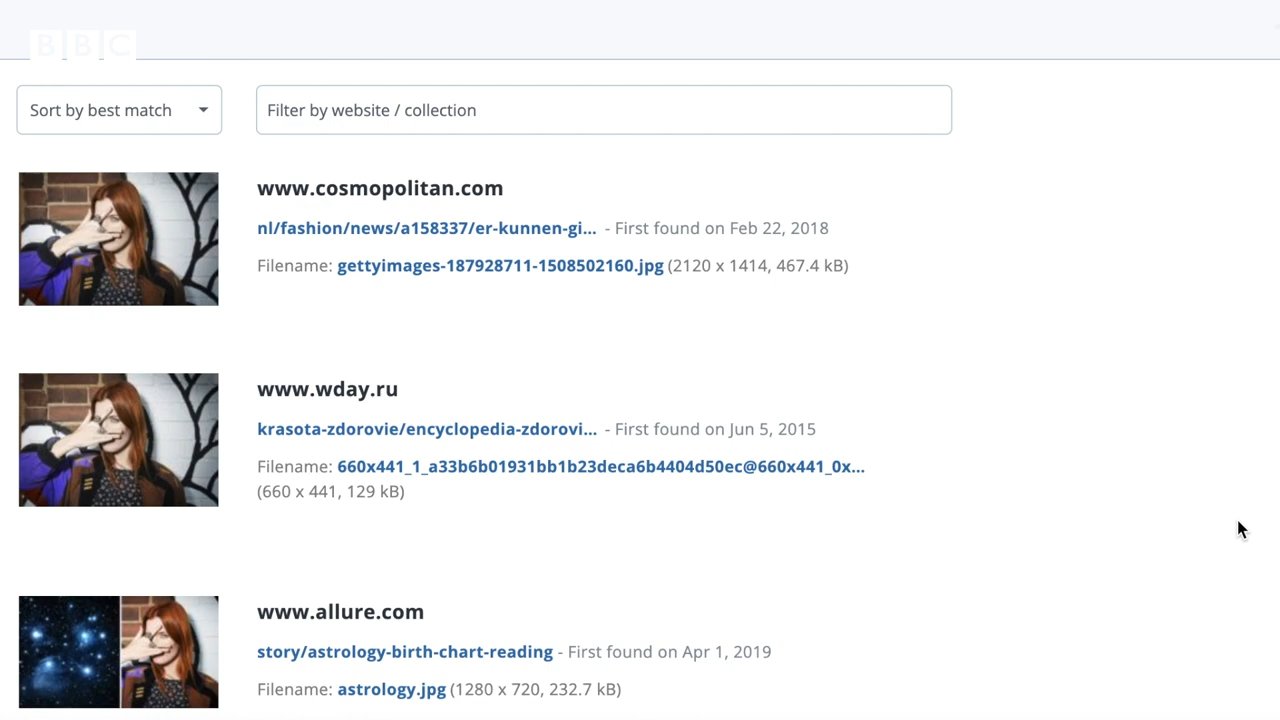 BBC
Sort by best match
Filter by website / collection
www.cosmopolitan.com
nl/fashion/news/a158337/er-kunnen-gi... - First found on Feb 22, 2018
Filename: gettyimages-187928711-1508502160.jpg (2120 x 1414, 467.4 kB)
www.wday.ru
krasota-zdorovie/encyclopedia-zdorovi... - First found on Jun 5, 2015
Filename: 660x441_1_a33b6b01931bb1b23deca6b4404d50ec@660x441_0x...
(660 x 441, 129 kB)
www.allure.com
story/astrology-birth-chart-reading - First found on Apr 1, 2019
Filename: astrology.jpg (1280 x 720, 232.7 kB)